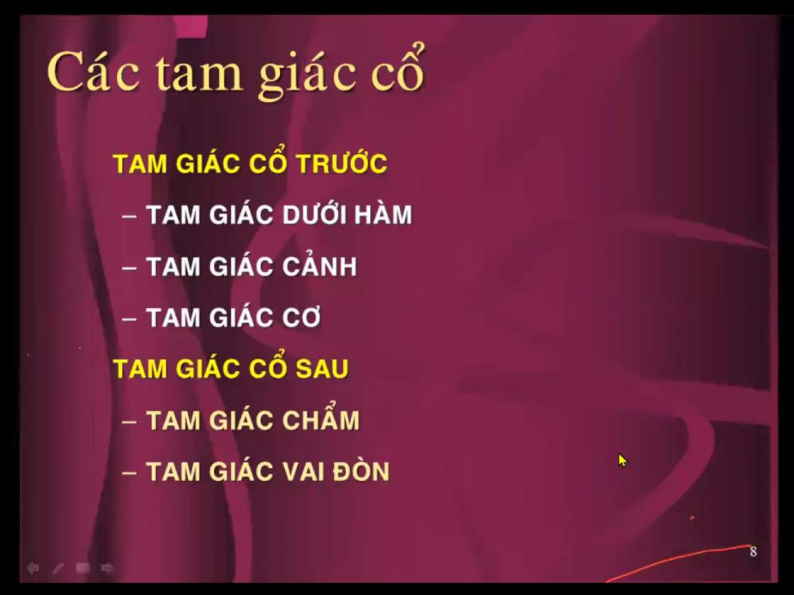 Các tam giác cổ
TAM GIÁC CỔ TRƯỚC
– TAM GIÁC DƯỚI HÀM
– TAM GIÁC CẢNH
– TAM GIÁC CƠ
TAM GIÁC CỔ SAU
– TAM GIÁC CHẨM
– TAM GIÁC VAI ĐÒN
8